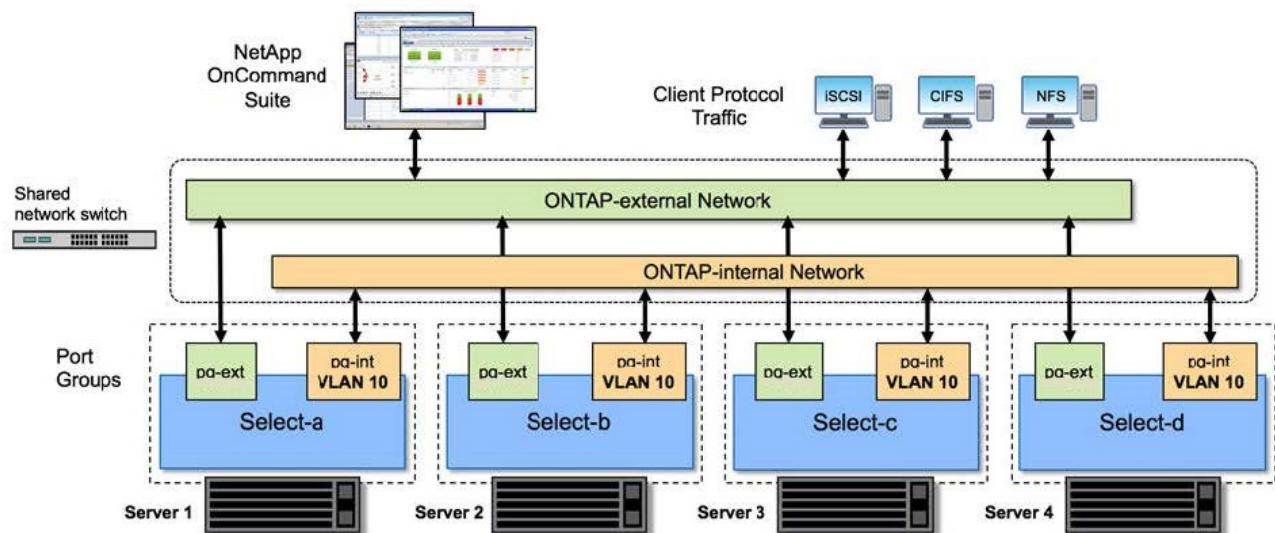 NetApp
OnCommand
Suite
Client Protocol
Traffic
iSCSI
CIFS
NFS
Shared
network switch
ONTAP-external Network
ONTAP-internal Network
Port
Groups
pg-ext
pg-int
VLAN 10
Select-a
pg-ext
pg-int
VLAN 10
Select-b
pg-ext
pg-int
VLAN 10
Select-c
pg-ext
pg-int
VLAN 10
Select-d
Server 1
Server 2
Server 3
Server 4